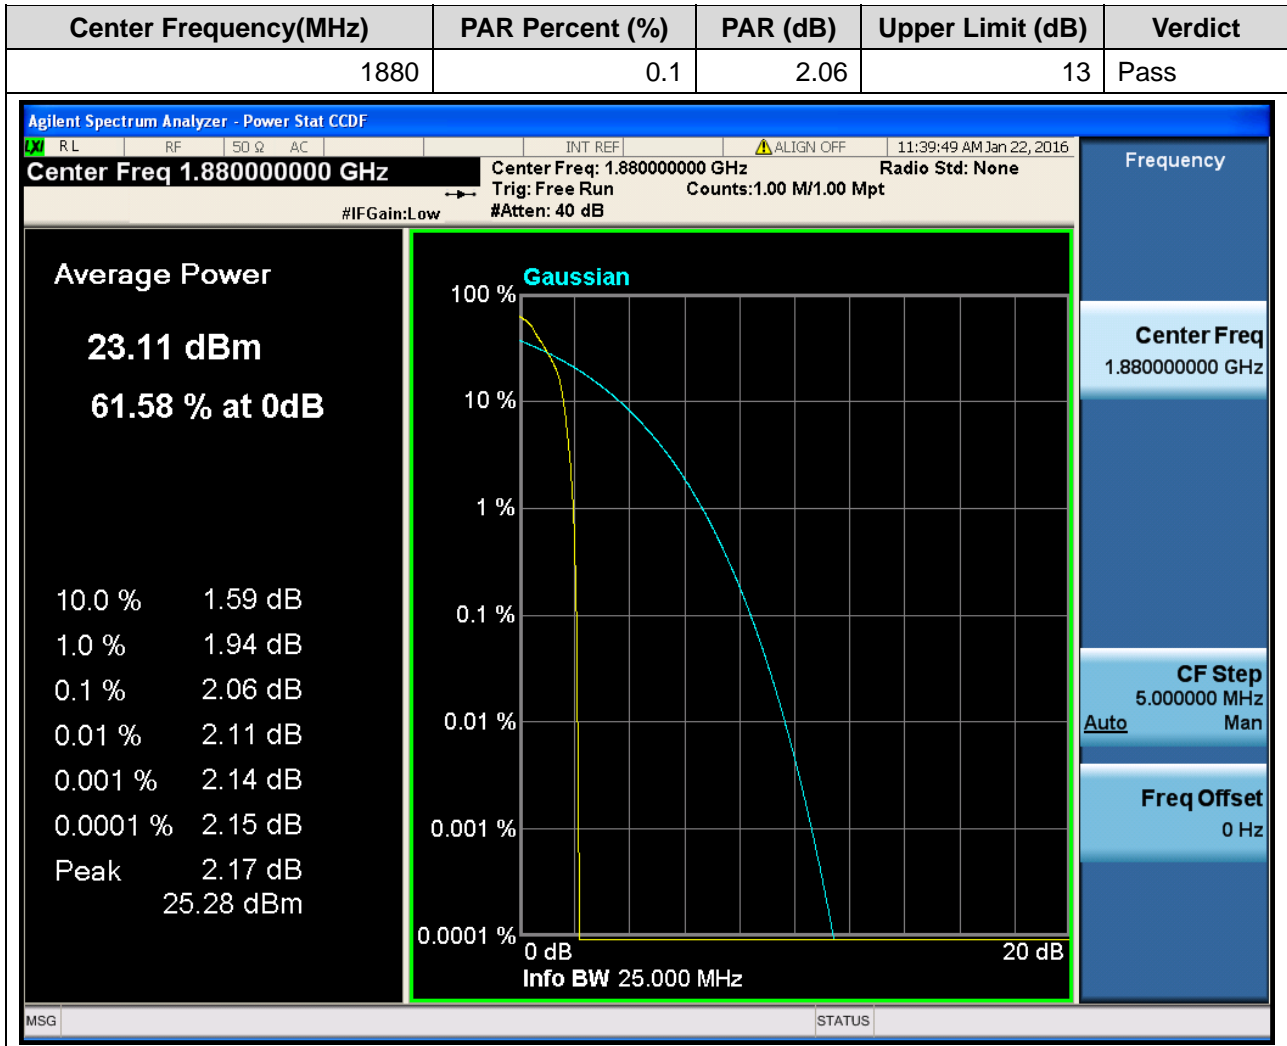 Center Frequency(MHz) PAR Percent (%) PAR (dB) Upper Limit (dB) Verdict
1880 0.1 2.06 13 Pass
Agilent Spectrum Analyzer - Power Stat CCDF
LXI RL RF 50 Ω AC INT REF ALIGN OFF 11:39:49 AM Jan 22, 2016
Center Freq 1.880000000 GHz
Center Freq: 1.880000000 GHz Radio Std: None
Trig: Free Run Counts:1.00 M/1.00 Mpt
#IFGain:Low #Atten: 40 dB
Average Power
23.11 dBm
61.58 % at 0dB
10.0 % 1.59 dB
1.0 % 1.94 dB
0.1 % 2.06 dB
0.01 % 2.11 dB
0.001 % 2.14 dB
0.0001 % 2.15 dB
Peak 2.17 dB
25.28 dBm
Gaussian
100 %
10 %
1 %
0.1 %
0.01 %
0.001 %
0.0001 %
0 dB 20 dB
Info BW 25.000 MHz
Frequency
Center Freq
1.880000000 GHz
CF Step
5.000000 MHz
Auto Man
Freq Offset
0 Hz
MSG STATUS